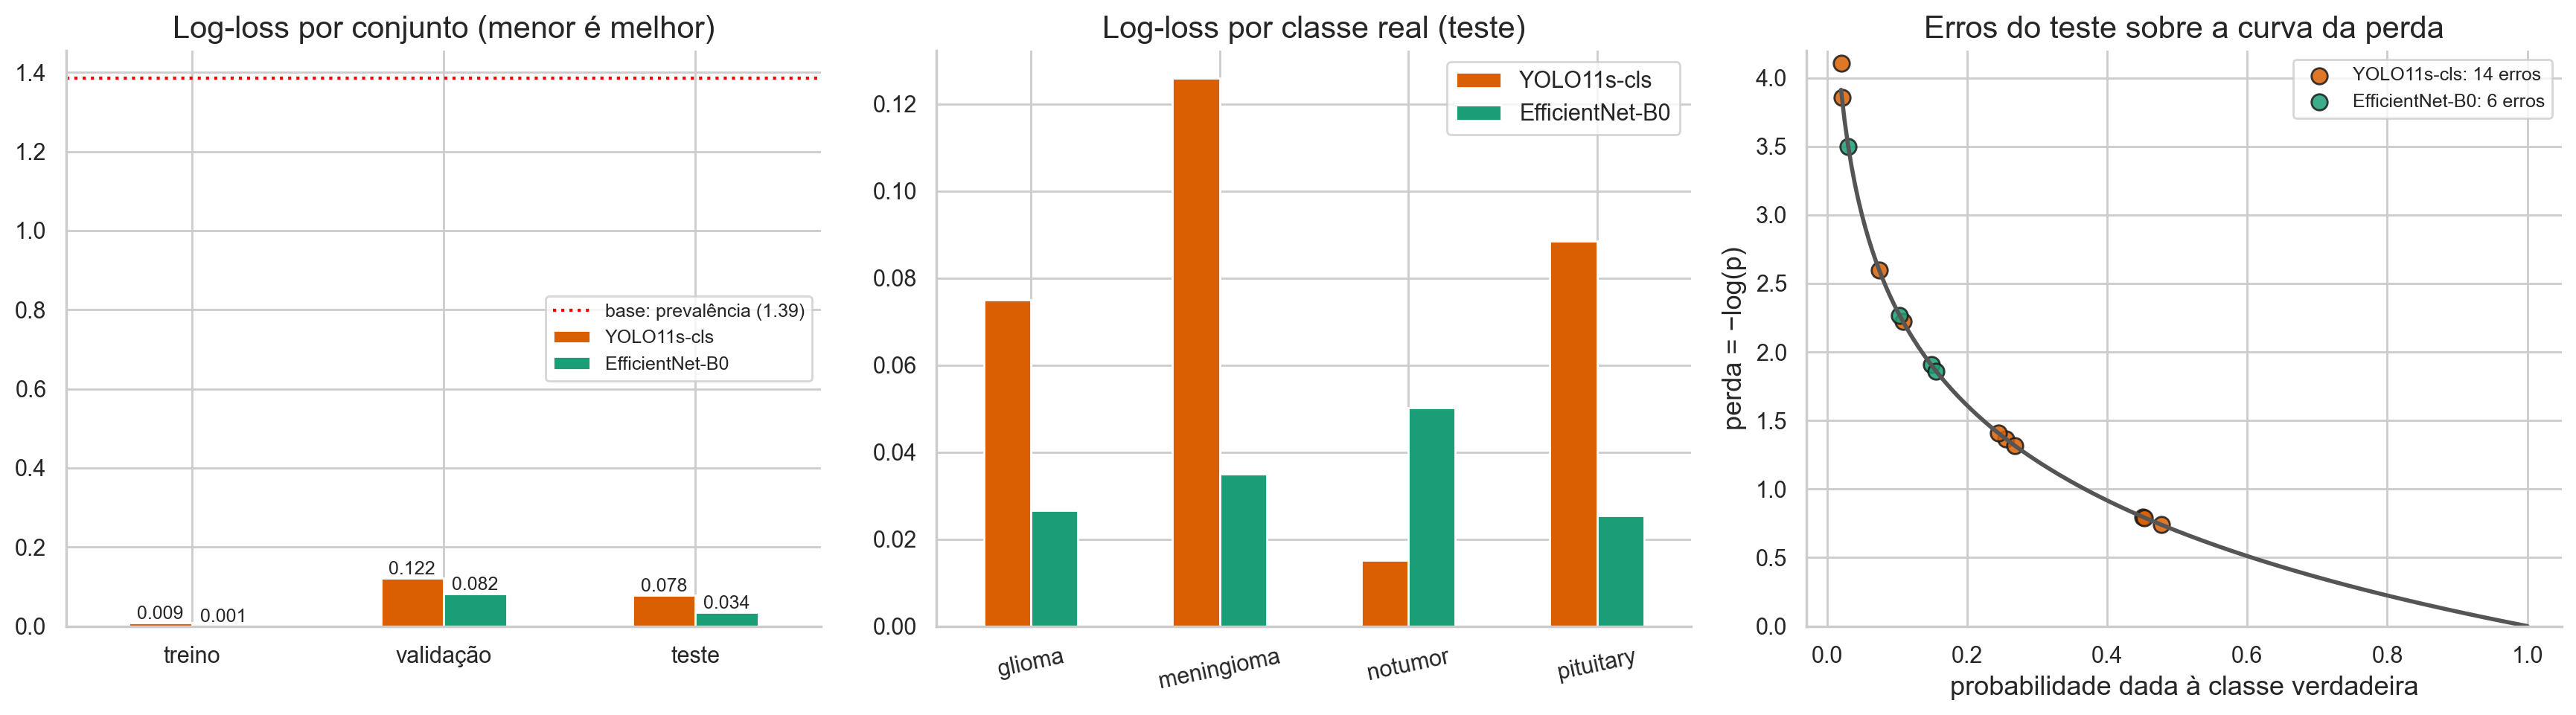 Log-loss por conjunto (menor é melhor)
1.4
1.2
1.0
0.8
0.6
0.4
0.2
0.0
base: prevalência (1.39)
YOLO11s-cls
EfficientNet-B0
0.009
0.001
0.122
0.082
0.078
0.034
treino
validação
teste
Log-loss por classe real (teste)
0.12
0.10
0.08
0.06
0.04
0.02
0.00
YOLO11s-cls
EfficientNet-B0
glioma
meningioma
notumor
pituitary
Erros do teste sobre a curva da perda
perda = −log(p)
4.0
3.5
3.0
2.5
2.0
1.5
1.0
0.5
0.0
YOLO11s-cls: 14 erros
EfficientNet-B0: 6 erros
0.0
0.2
0.4
0.6
0.8
1.0
probabilidade dada à classe verdadeira